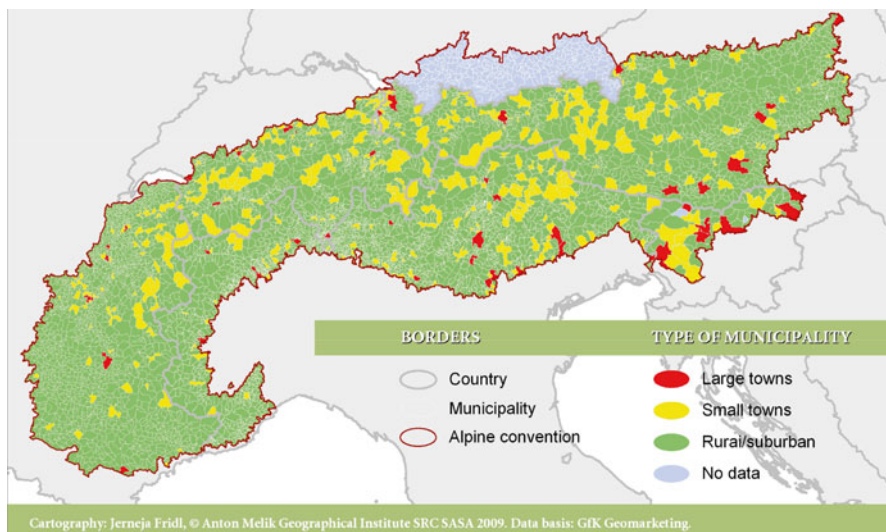 BORDERS
Country
Municipality
Alpine convention
TYPE OF MUNICIPALITY
Large towns
Small towns
Rurai/suburban
No data
Cartography: Jerneja Fridl, © Anton Melik Geographical Institute SRC SASA 2009. Data basis: GfK Geomarketing.